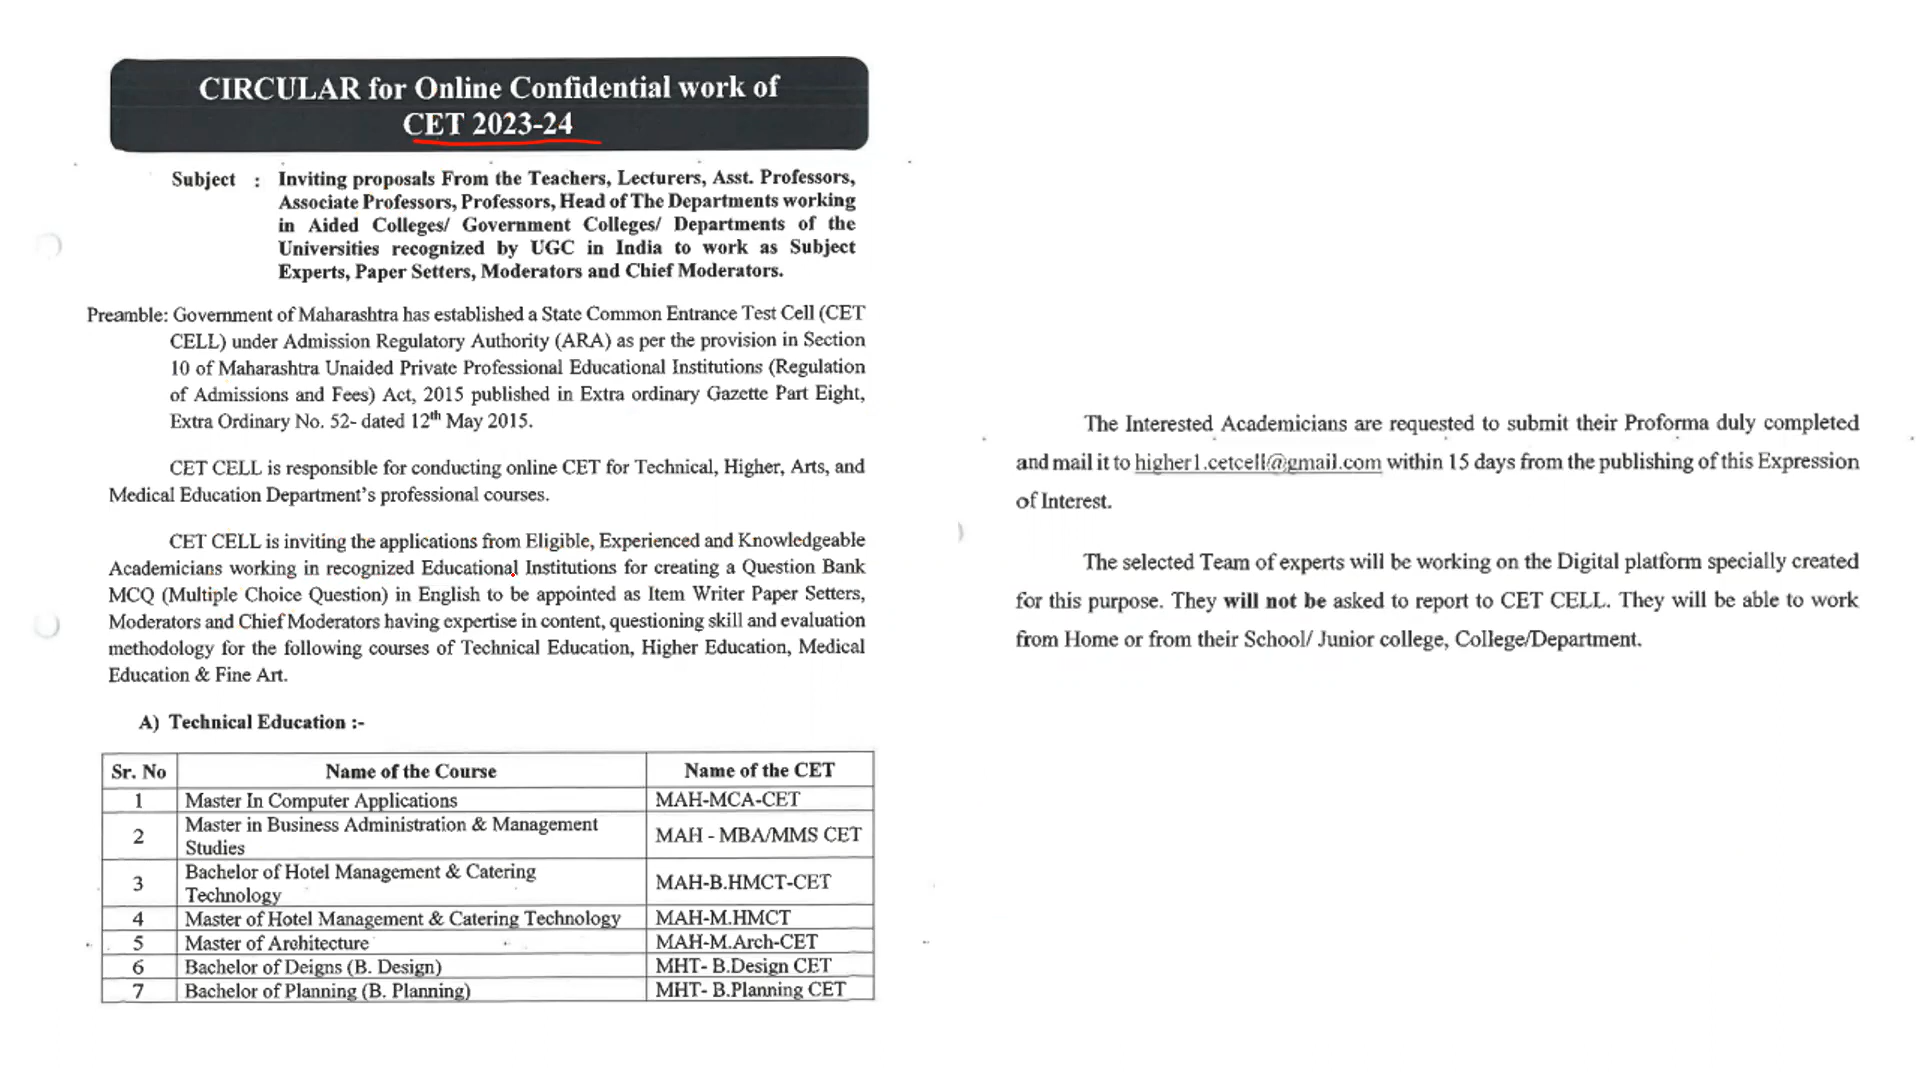 CIRCULAR for Online Confidential work of
CET 2023-24
Subject : Inviting proposals From the Teachers, Lecturers, Asst. Professors,
Associate Professors, Professors, Head of The Departments working
in Aided Colleges/ Government Colleges/ Departments of the
Universities recognized by UGC in India to work as Subject
Experts, Paper Setters, Moderators and Chief Moderators.
Preamble: Government of Maharashtra has established a State Common Entrance Test Cell (CET
CELL) under Admission Regulatory Authority (ARA) as per the provision in Section
10 of Maharashtra Unaided Private Professional Educational Institutions (Regulation
of Admissions and Fees) Act, 2015 published in Extra ordinary Gazette Part Eight,
Extra Ordinary No. 52- dated 12th May 2015.
CET CELL is responsible for conducting online CET for Technical, Higher, Arts, and
Medical Education Department's professional courses.
CET CELL is inviting the applications from Eligible, Experienced and Knowledgeable
Academicians working in recognized Educational Institutions for creating a Question Bank
MCQ (Multiple Choice Question) in English to be appointed as Item Writer Paper Setters,
Moderators and Chief Moderators having expertise in content, questioning skill and evaluation
methodology for the following courses of Technical Education, Higher Education, Medical
Education & Fine Art.
A) Technical Education :-
Sr. No Name of the Course Name of the CET
1 Master In Computer Applications MAH-MCA-CET
2 Master in Business Administration & Management
Studies MAH - MBA/MMS CET
3 Bachelor of Hotel Management & Catering
Technology MAH-B.HMCT-CET
4 Master of Hotel Management & Catering Technology MAH-M.HMCT
5 Master of Architecture MAH-M.Arch-CET
6 Bachelor of Deigns (B. Design) MHT- B.Design CET
7 Bachelor of Planning (B. Planning) MHT- B.Planning CET
The Interested Academicians are requested to submit their Proforma duly completed
and mail it to higher1.cetcell@gmail.com within 15 days from the publishing of this Expression
of Interest.
The selected Team of experts will be working on the Digital platform specially created
for this purpose. They will not be asked to report to CET CELL. They will be able to work
from Home or from their School/ Junior college, College/Department.